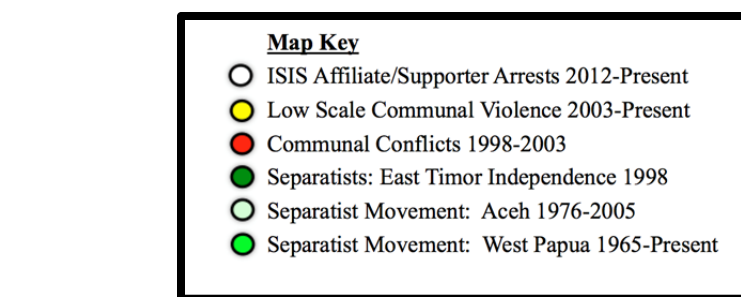 Map Key
ISIS Affiliate/Supporter Arrests 2012-Present
Low Scale Communal Violence 2003-Present
Communal Conflicts 1998-2003
Separatists: East Timor Independence 1998
Separatist Movement:  Aceh 1976-2005
Separatist Movement:  West Papua 1965-Present